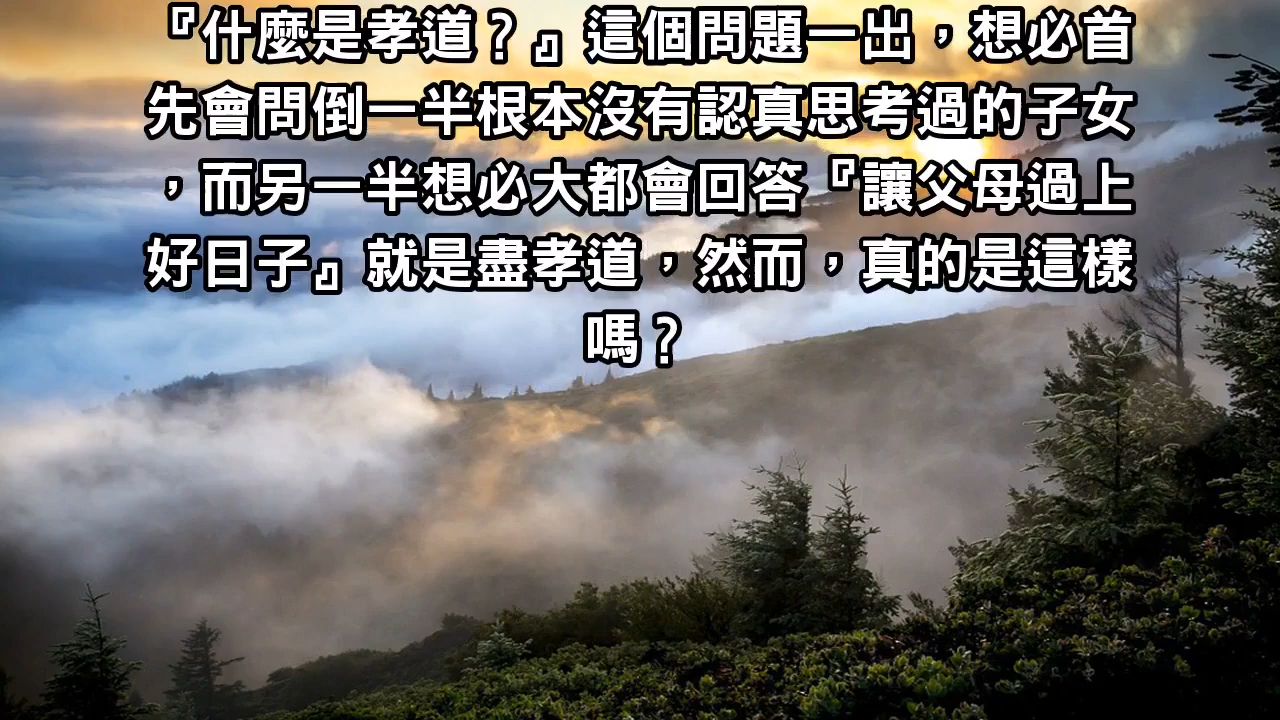 『什麼是孝道？』這個問題一出，想必首
先會問倒一半根本沒有認真思考過的子女
，而另一半想必大都會回答『讓父母過上
好日子』就是盡孝道，然而，真的是這樣
嗎？